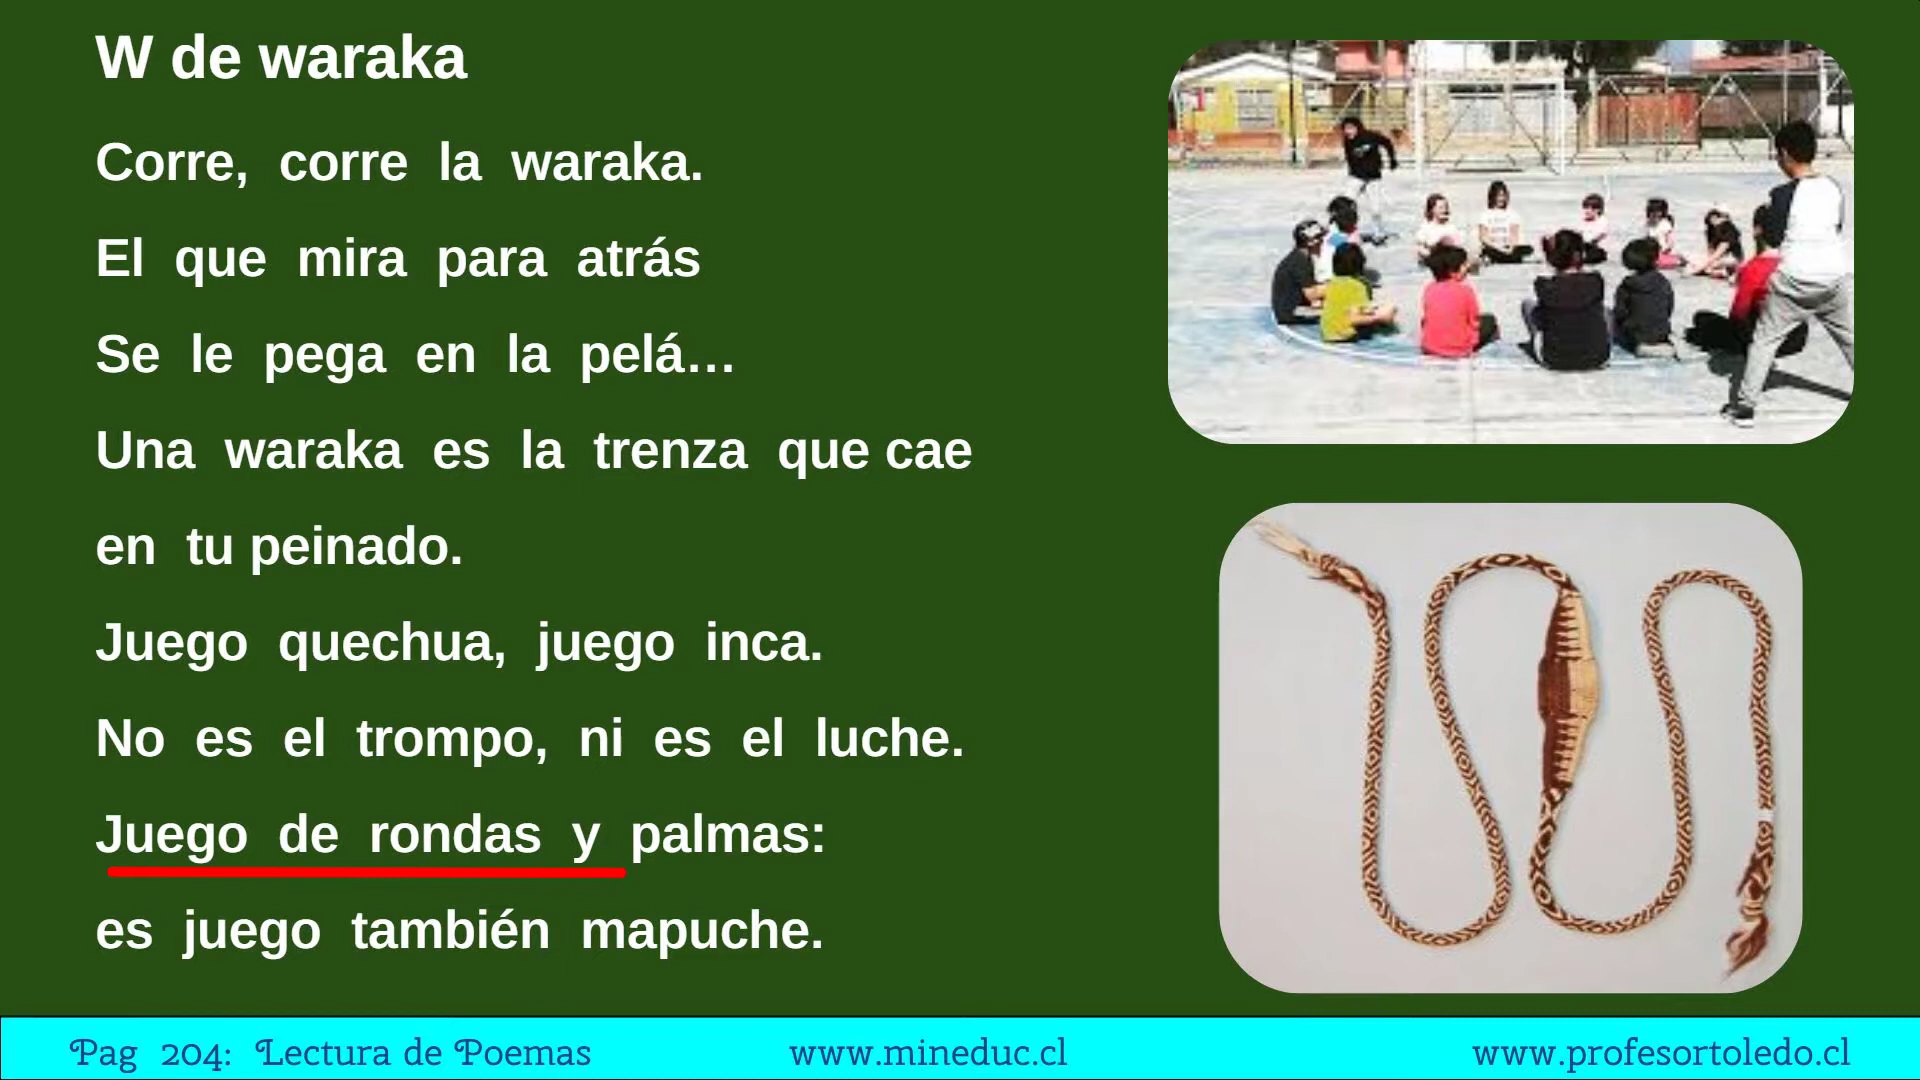 W de waraka
Corre, corre la waraka.
El que mira para atrás
Se le pega en la pelá…
Una waraka es la trenza que cae
en tu peinado.
Juego quechua, juego inca.
No es el trompo, ni es el luche.
Juego de rondas y palmas:
es juego también mapuche.
Pag 204: Lectura de Poemas www.mineduc.cl www.profesortoledo.cl